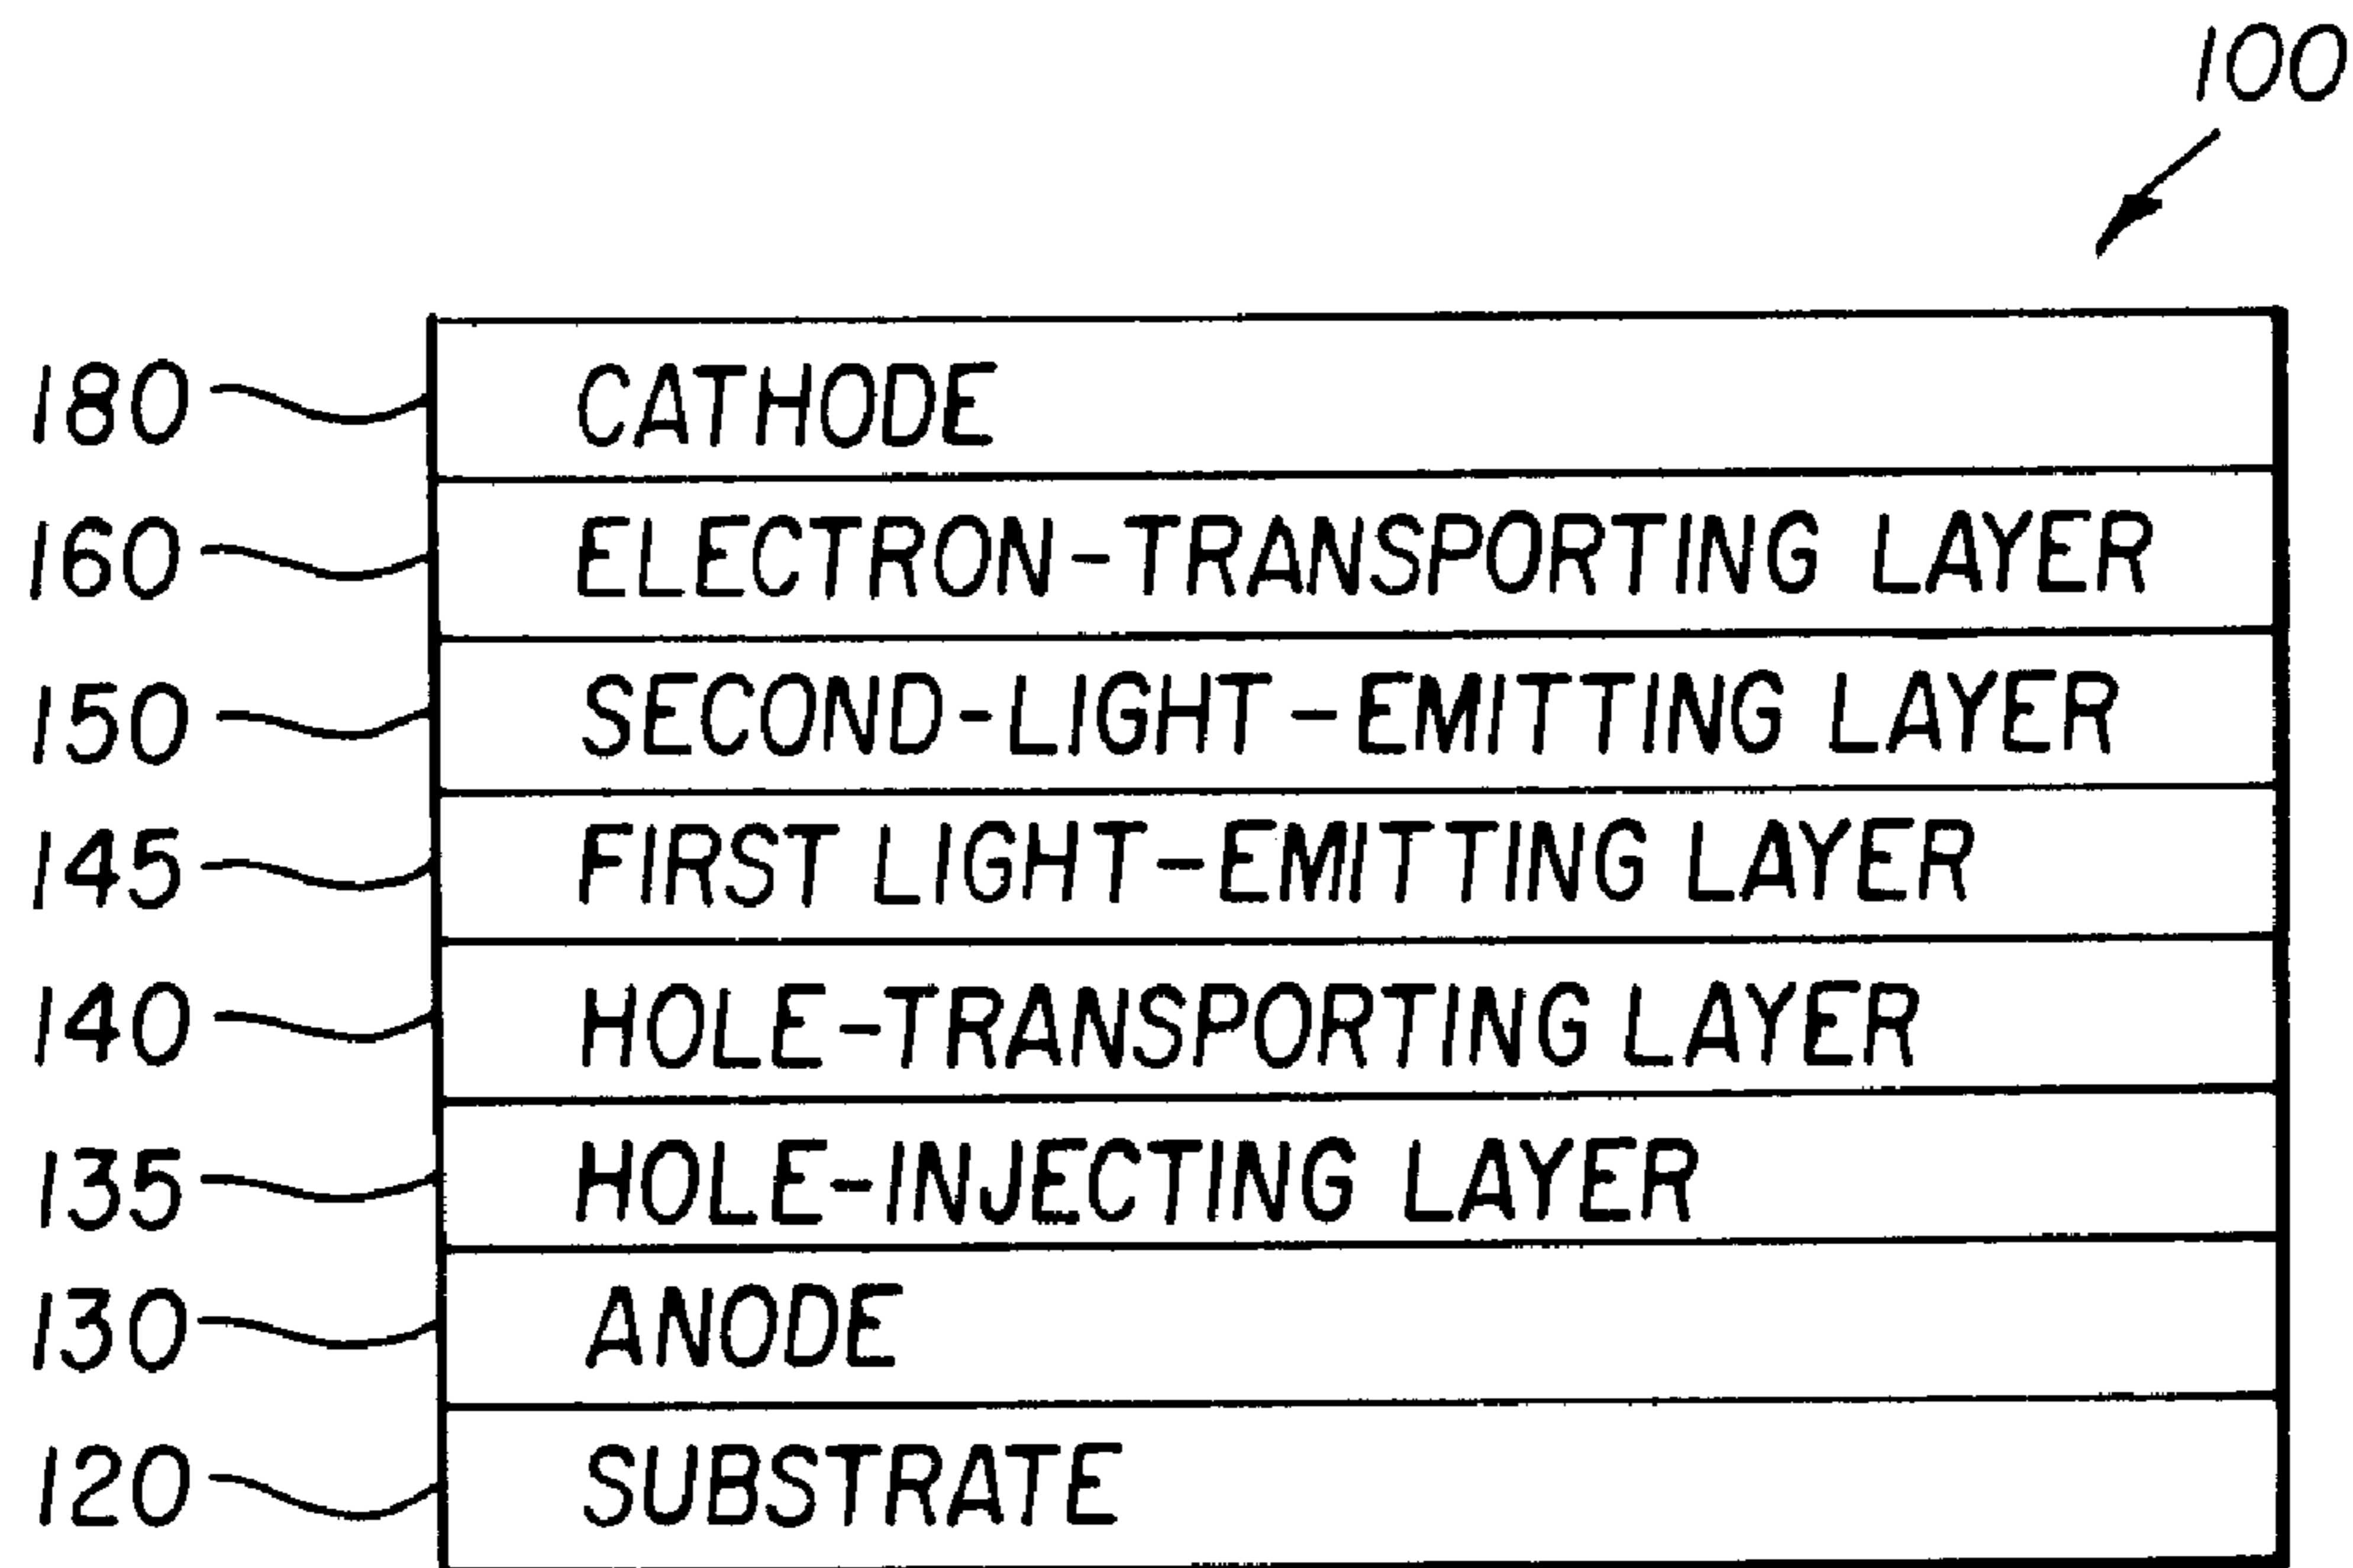 100
180 CATHODE
160 ELECTRON-TRANSPORTING LAYER
150 SECOND-LIGHT-EMITTING LAYER
145 FIRST LIGHT-EMITTING LAYER
140 HOLE-TRANSPORTING LAYER
135 HOLE-INJECTING LAYER
130 ANODE
120 SUBSTRATE